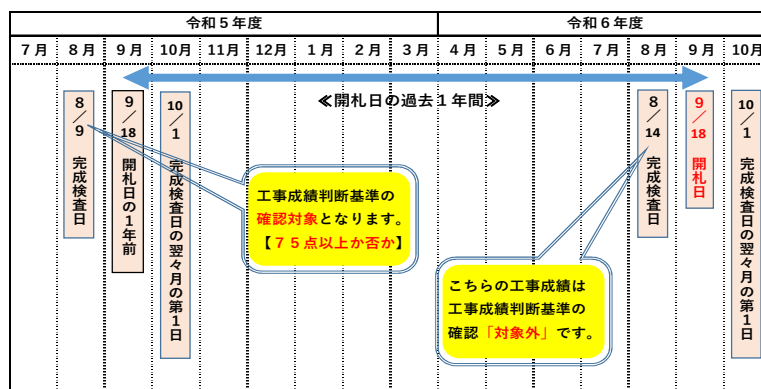 令和５年度
令和６年度
７月 ８月 ９月 10月 11月 12月 １月 ２月 ３月 ４月 ５月 ６月 ７月 ８月 ９月 10月
≪開札日の過去１年間≫
８／９ 完成検査日
９／18 開札日の１年前
10／１ 完成検査日の翌々月の第１日
工事成績判断基準の
確認対象となります。
【７５点以上か否か】
８／14 完成検査日
９／18 開札日
10／１ 完成検査日の翌々月の第１日
こちらの工事成績は
工事成績判断基準の
確認「対象外」です。